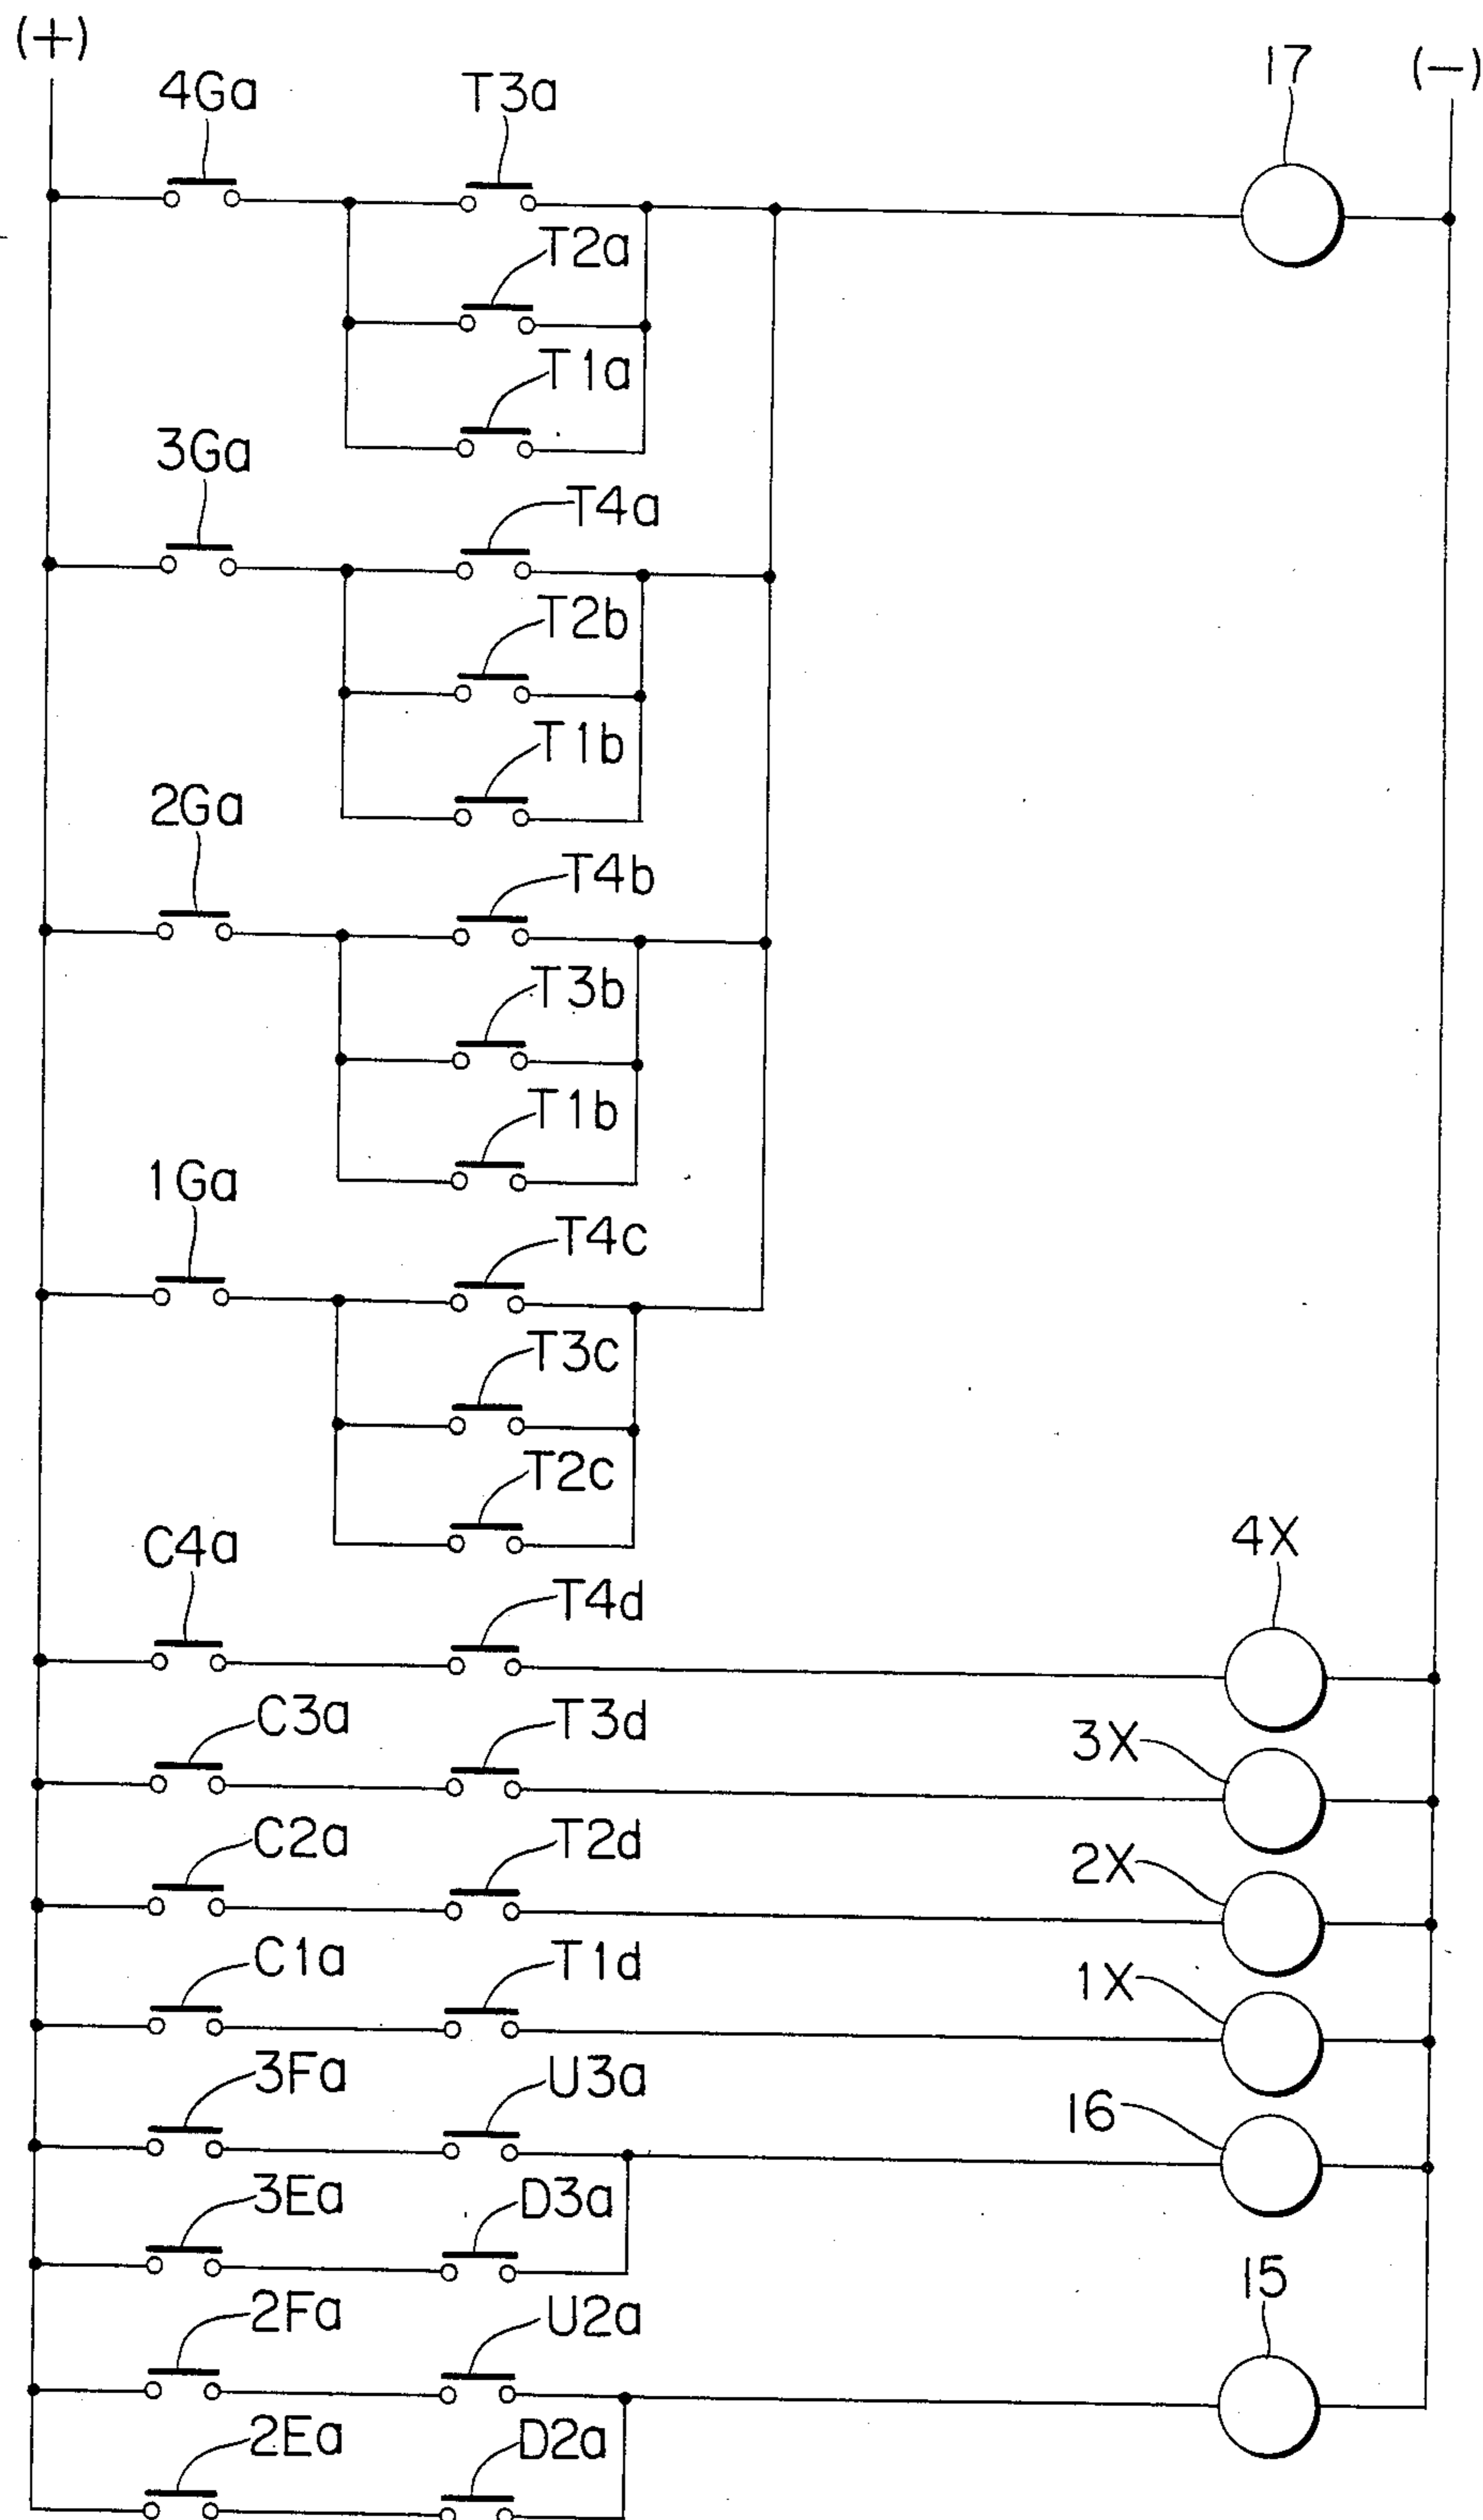 (+)
4Ga
T3a
17
(−)
T2a
T1a
3Ga
T4a
T2b
T1b
2Ga
T4b
T3b
T1b
1Ga
T4c
T3c
T2c
C4a
T4d
4X
C3a
T3d
3X
C2a
T2d
2X
C1a
T1d
1X
3Fa
U3a
16
3Ea
D3a
2Fa
U2a
15
2Ea
D2a